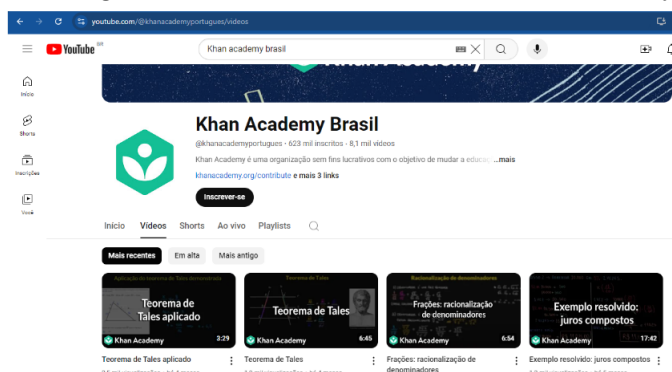 youtube.com/@khanacademyportugues/videos
YouTube BR
Khan academy brasil
Início
Shorts
Inscrições
Você
Khan Academy Brasil
@khanacademyportugues • 623 mil inscritos • 8,1 mil vídeos
Khan Academy é uma organização sem fins lucrativos com o objetivo de mudar a educaç ...mais
khanacademy.org/contribute e mais 3 links
Inscrever-se
Início Vídeos Shorts Ao vivo Playlists
Mais recentes Em alta Mais antigo
Teorema de Tales aplicado
Khan Academy 3:29
Teorema de Tales
Teorema de Tales
Khan Academy 6:45
Racionalização de denominadores
Frações: racionalização de denominadores
Khan Academy 6:54
Exemplo resolvido: juros compostos
Khan Academy 17:42
Teorema de Tales aplicado
Teorema de Tales
Frações: racionalização de
denominadores
Exemplo resolvido: juros compostos